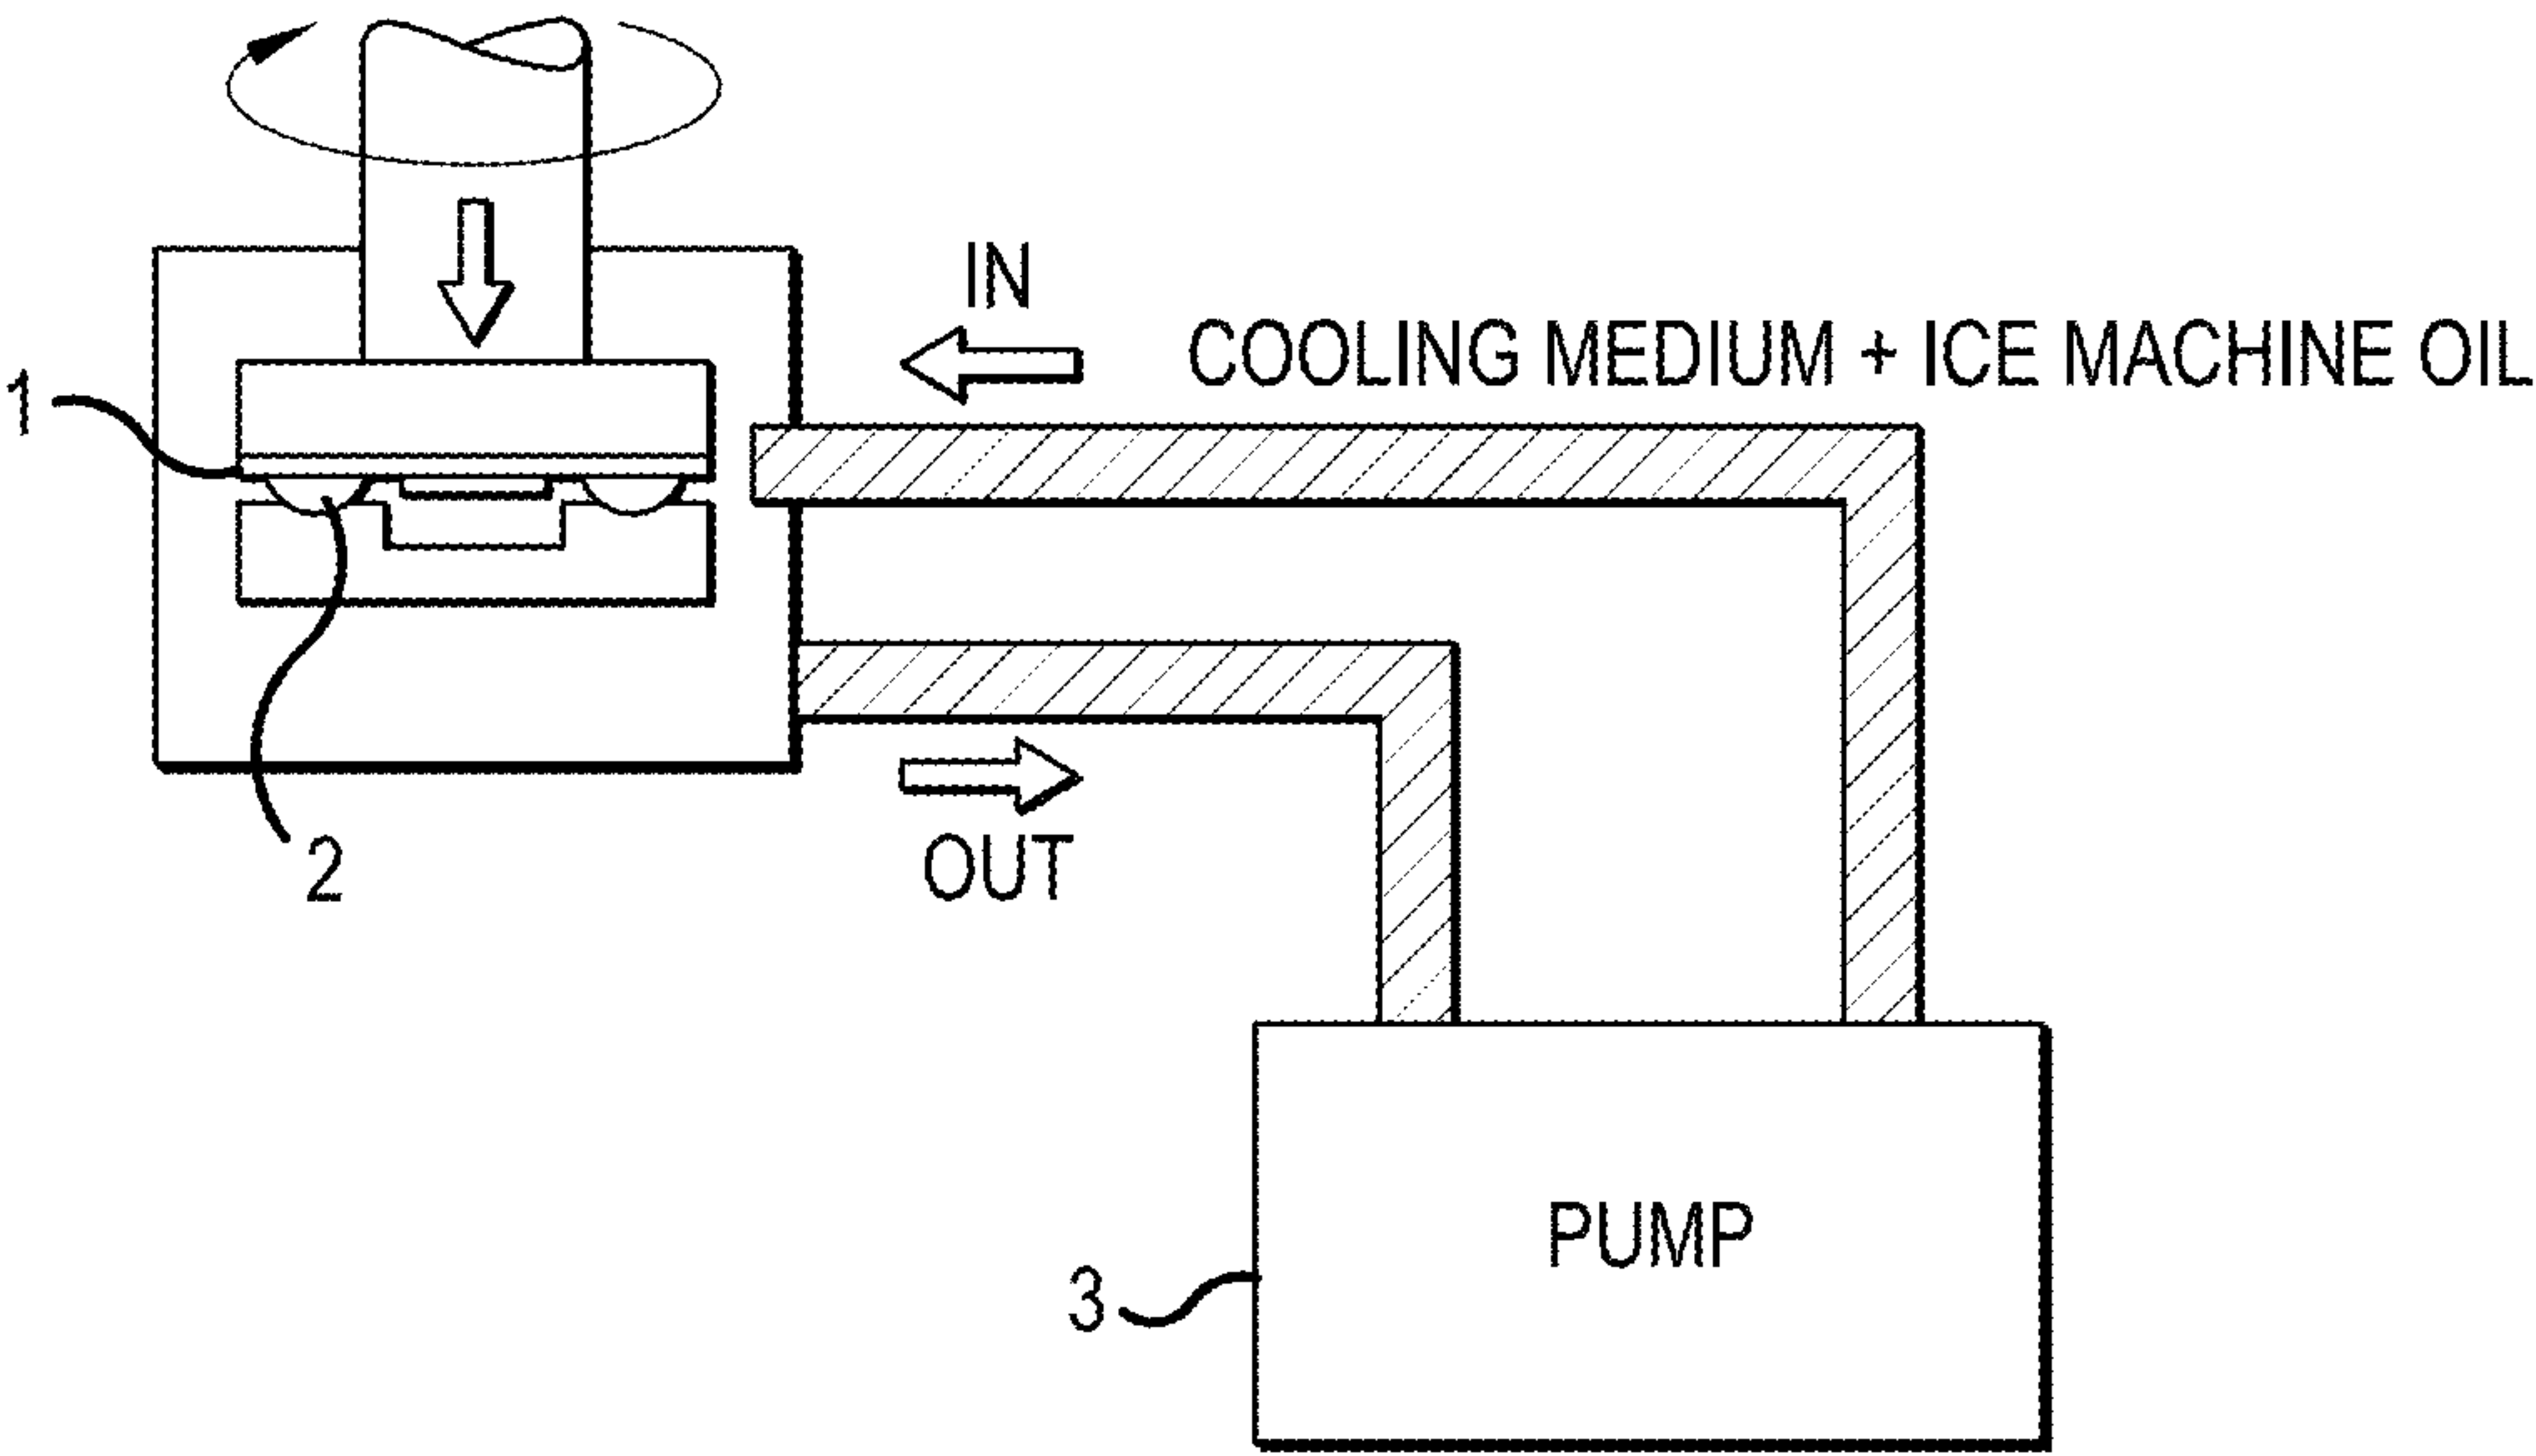 IN
COOLING MEDIUM + ICE MACHINE OIL
1
2
OUT
PUMP
3